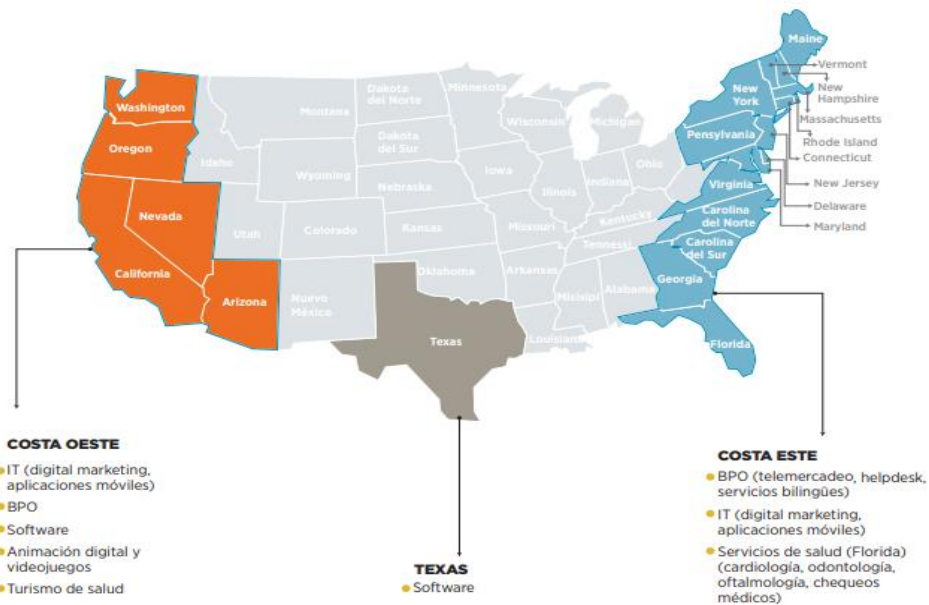 Maine
Vermont
New
Hampshire
Massachusetts
Rhode Island
Connecticut
New Jersey
Delaware
Maryland
New
York
Pensylvania
Virginia
Carolina
del Norte
Carolina
del Sur
Georgia
Florida
Washington
Oregon
Nevada
California
Arizona
Idaho
Montana
Wyoming
Utah
Colorado
Nuevo
México
Dakota
del Norte
Dakota
del Sur
Nebraska
Kansas
Oklahoma
Texas
Minnesota
Iowa
Missouri
Arkansas
Louisiana
Wisconsin
Michigan
Illinois
Indiana
Ohio
Kentucky
Tennessi
Misisipi
Alabama
COSTA OESTE
IT (digital marketing,
aplicaciones móviles)
BPO
Software
Animación digital y
videojuegos
Turismo de salud
TEXAS
Software
COSTA ESTE
BPO (telemercadeo, helpdesk,
servicios bilingües)
IT (digital marketing,
aplicaciones móviles)
Servicios de salud (Florida)
(cardiología, odontología,
oftalmología, chequeos
médicos)